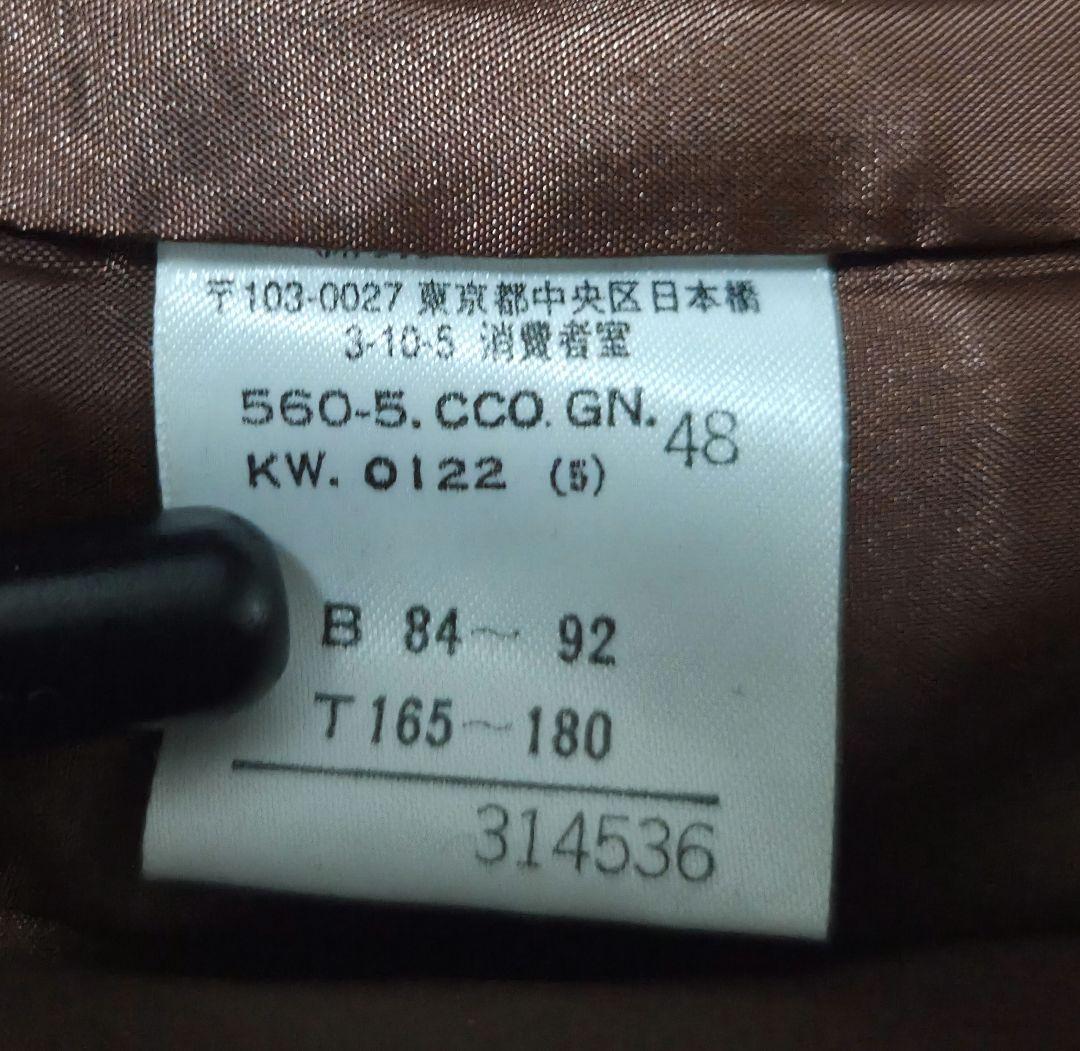 〒103-0027 東京都中央区日本橋
3-10-5 消費者室
560-5.CCO.GN. 48
KW. 0122 (5)
B 84〜 92
T 165〜180
314536